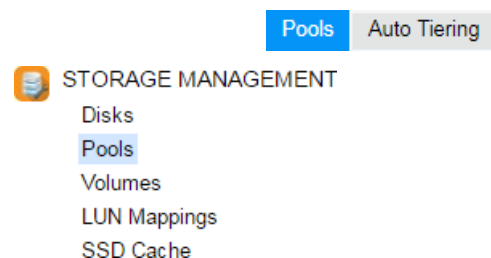 Pools Auto Tiering
STORAGE MANAGEMENT
Disks
Pools
Volumes
LUN Mappings
SSD Cache